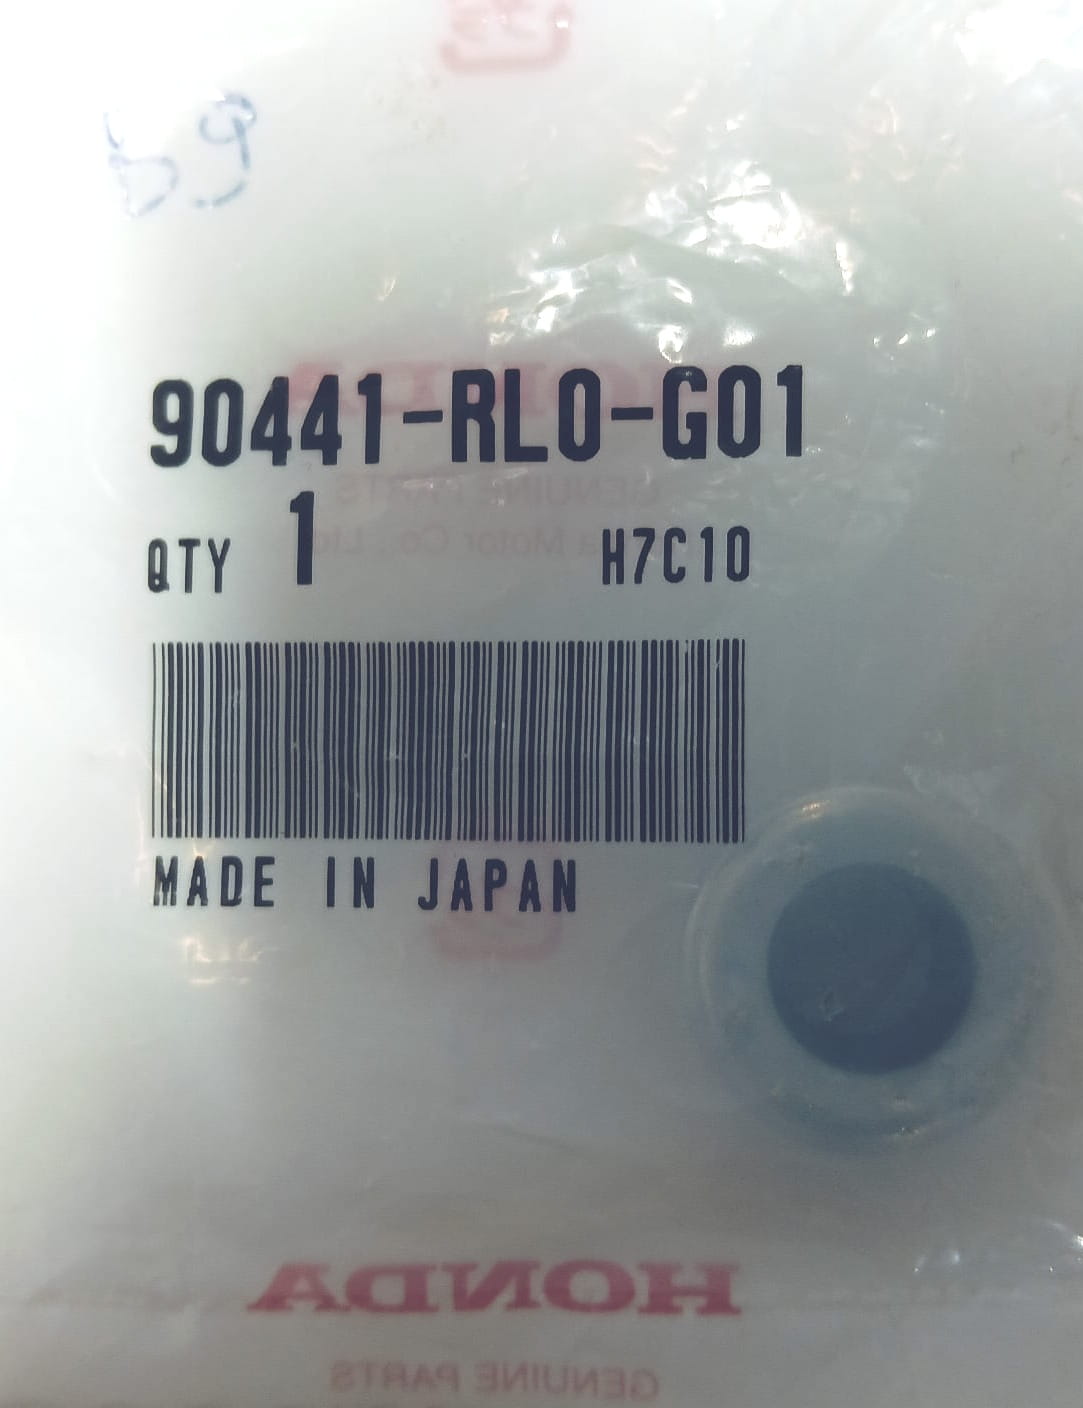 90441-RL0-G01
QTY 1 H7C10
MADE IN JAPAN
HONDA
GENUINE PARTS